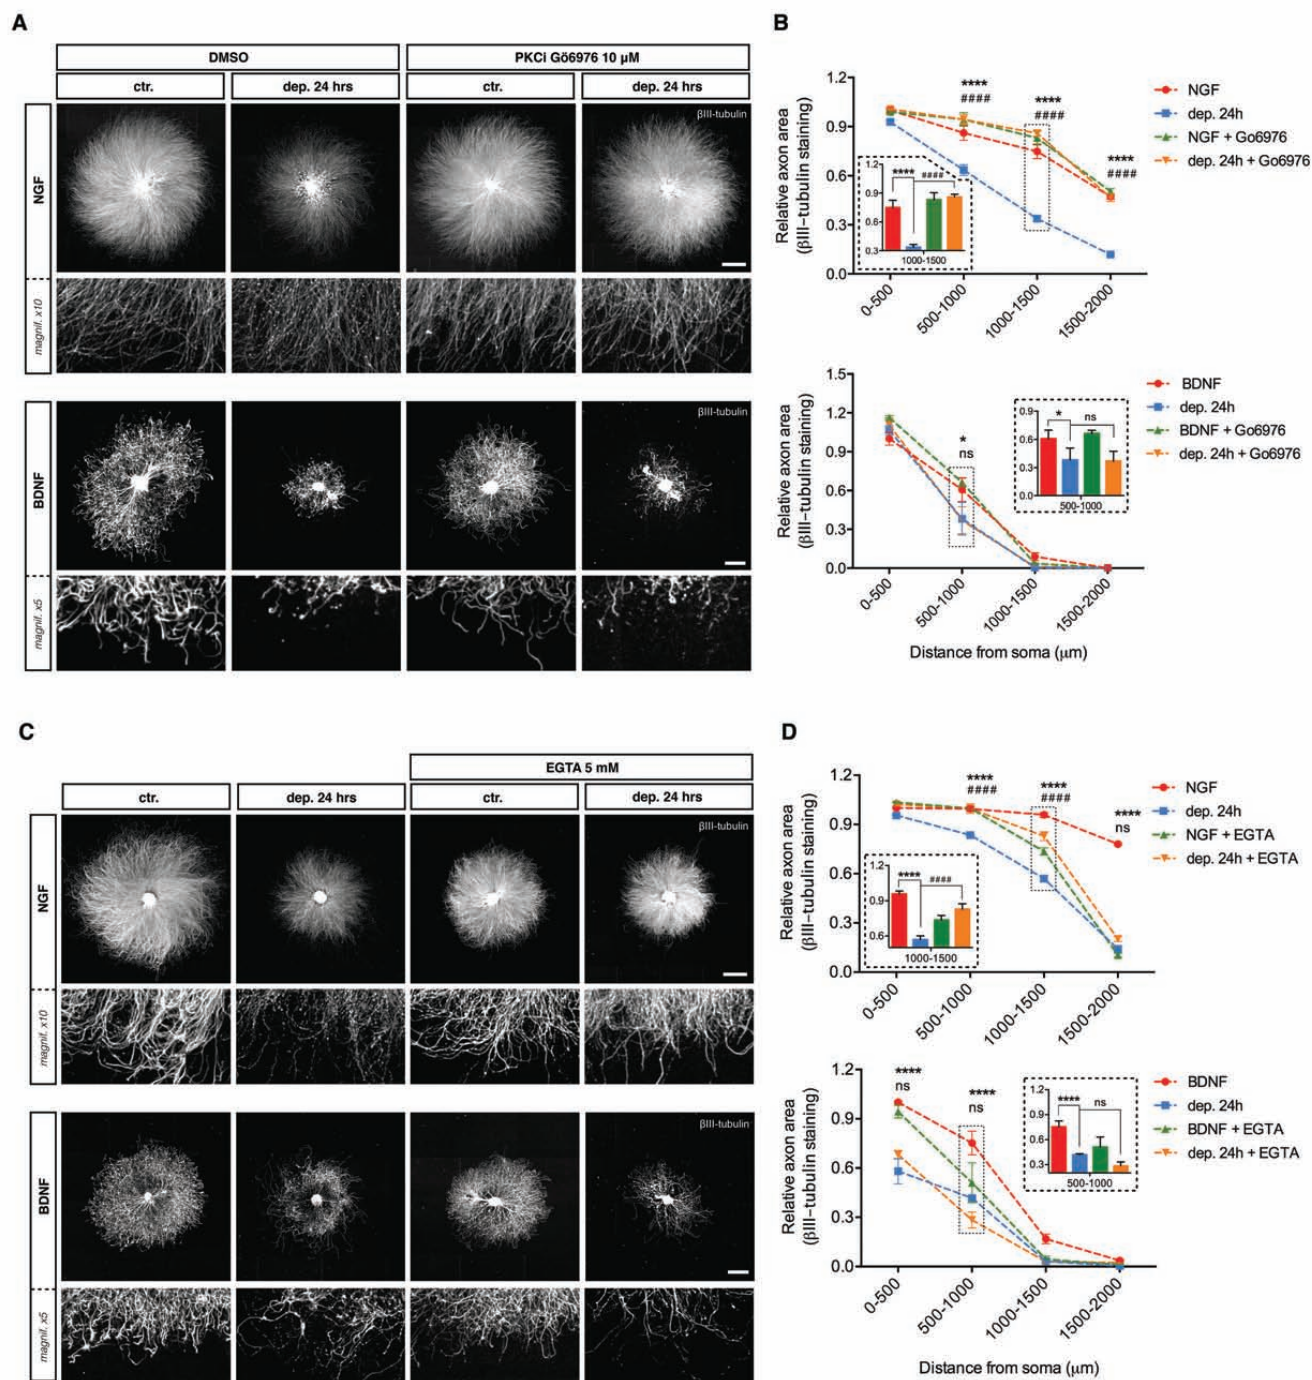 A
DMSO
PKCi Gö6976 10 µM
ctr.
dep. 24 hrs
ctr.
dep. 24 hrs
NGF
βIII-tubulin
magnif. x10
BDNF
βIII-tubulin
magnif. x5
B
Relative axon area
(βIII−tubulin staining)
1.2
0.9
0.6
0.3
0.0
****
####
****
####
****
####
NGF
dep. 24h
NGF + Go6976
dep. 24h + Go6976
1.2
0.9
0.6
0.3
****
####
1000-1500
0-500
500-1000
1000-1500
1500-2000
Relative axon area
(βIII−tubulin staining)
1.5
1.2
0.9
0.6
0.3
0.0
*
ns
BDNF
dep. 24h
BDNF + Go6976
dep. 24h + Go6976
0.9
0.6
0.3
0.0
*
ns
500-1000
0-500
500-1000
1000-1500
1500-2000
Distance from soma (µm)
C
EGTA 5 mM
ctr.
dep. 24 hrs
ctr.
dep. 24 hrs
NGF
βIII-tubulin
magnif. x10
BDNF
βIII-tubulin
magnif. x5
D
Relative axon area
(βIII−tubulin staining)
1.2
0.9
0.6
0.3
0.0
****
####
****
####
****
ns
NGF
dep. 24h
NGF + EGTA
dep. 24h + EGTA
1.2
0.9
0.6
****
####
1000-1500
0-500
500-1000
1000-1500
1500-2000
Relative axon area
(βIII−tubulin staining)
1.2
0.9
0.6
0.3
0.0
****
ns
****
ns
BDNF
dep. 24h
BDNF + EGTA
dep. 24h + EGTA
1.2
0.9
0.6
0.3
****
ns
500-1000
0-500
500-1000
1000-1500
1500-2000
Distance from soma (µm)